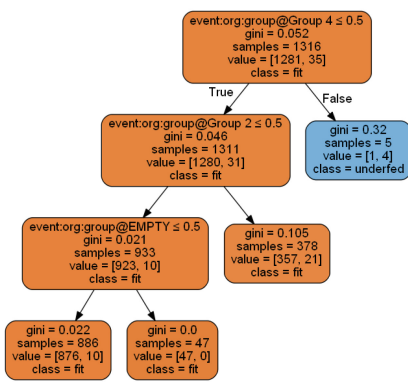 event:org:group@Group 4 ≤ 0.5
gini = 0.052
samples = 1316
value = [1281, 35]
class = fit
True
False
event:org:group@Group 2 ≤ 0.5
gini = 0.046
samples = 1311
value = [1280, 31]
class = fit
gini = 0.32
samples = 5
value = [1, 4]
class = underfed
event:org:group@EMPTY ≤ 0.5
gini = 0.021
samples = 933
value = [923, 10]
class = fit
gini = 0.105
samples = 378
value = [357, 21]
class = fit
gini = 0.022
samples = 886
value = [876, 10]
class = fit
gini = 0.0
samples = 47
value = [47, 0]
class = fit